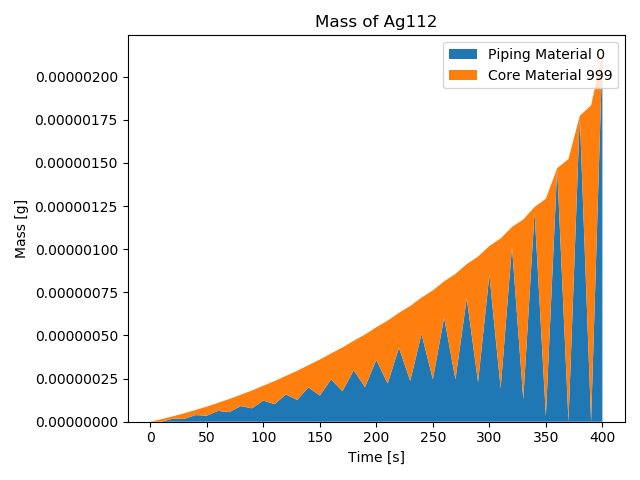 Mass of Ag112
Piping Material 0
Core Material 999
0.00000200
0.00000175
0.00000150
0.00000125
0.00000100
0.00000075
0.00000050
0.00000025
0.00000000
Mass [g]
0 50 100 150 200 250 300 350 400
Time [s]